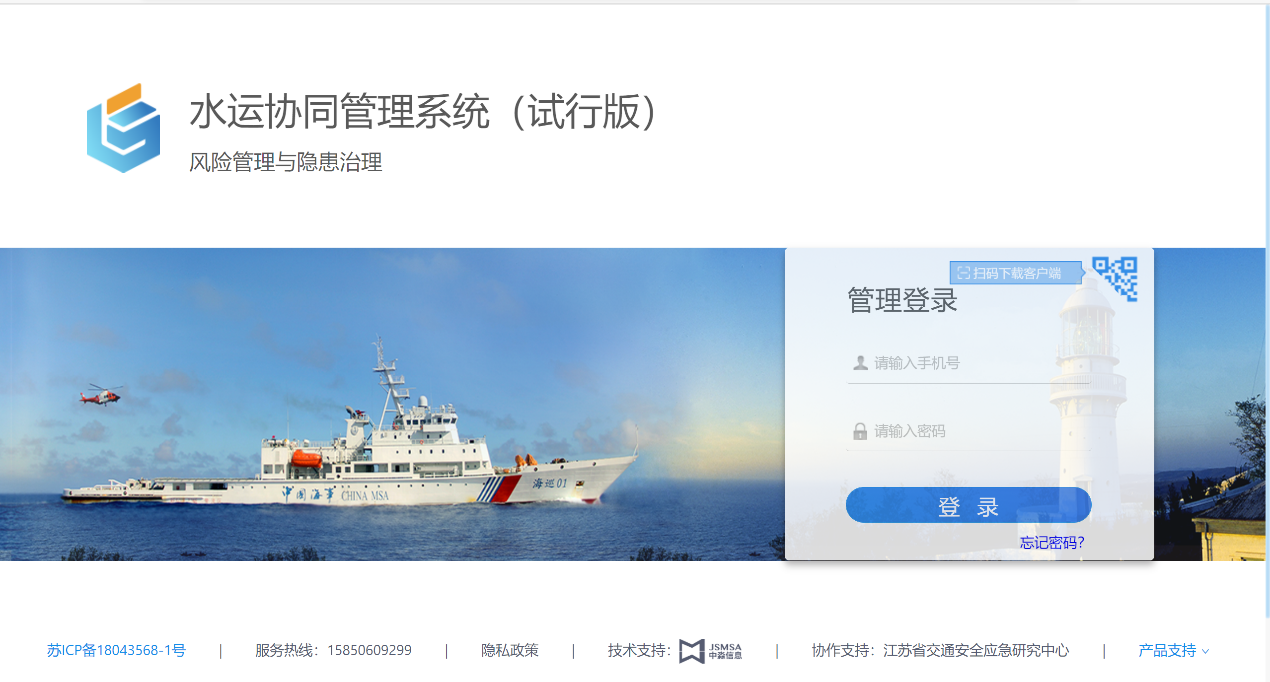 水运协同管理系统（试行版）
风险管理与隐患治理
扫码下载客户端
管理登录
请输入手机号
请输入密码
登 录
忘记密码？
中国海事 CHINA MSA
海巡01
苏ICP备18043568-1号 | 服务热线：15850609299 | 隐私政策 | 技术支持： JSMSA 中淼信息 | 协作支持：江苏省交通安全应急研究中心 | 产品支持